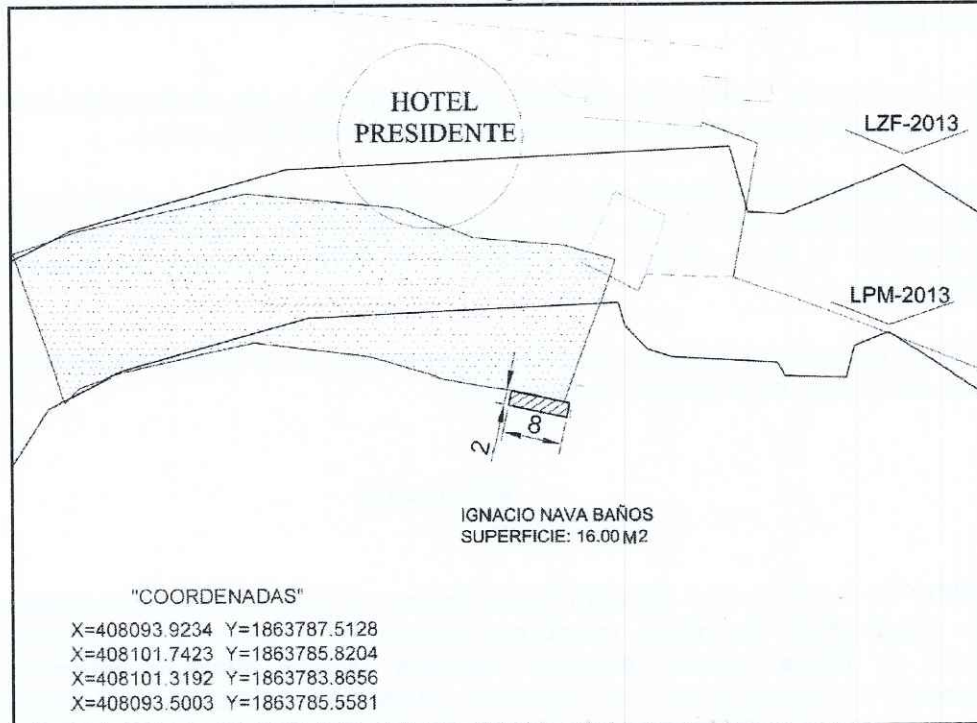 HOTEL
PRESIDENTE
LZF-2013
LPM-2013
8
2
IGNACIO NAVA BAÑOS
SUPERFICIE: 16.00 M2
"COORDENADAS"
X=408093.9234 Y=1863787.5128
X=408101.7423 Y=1863785.8204
X=408101.3192 Y=1863783.8656
X=408093.5003 Y=1863785.5581